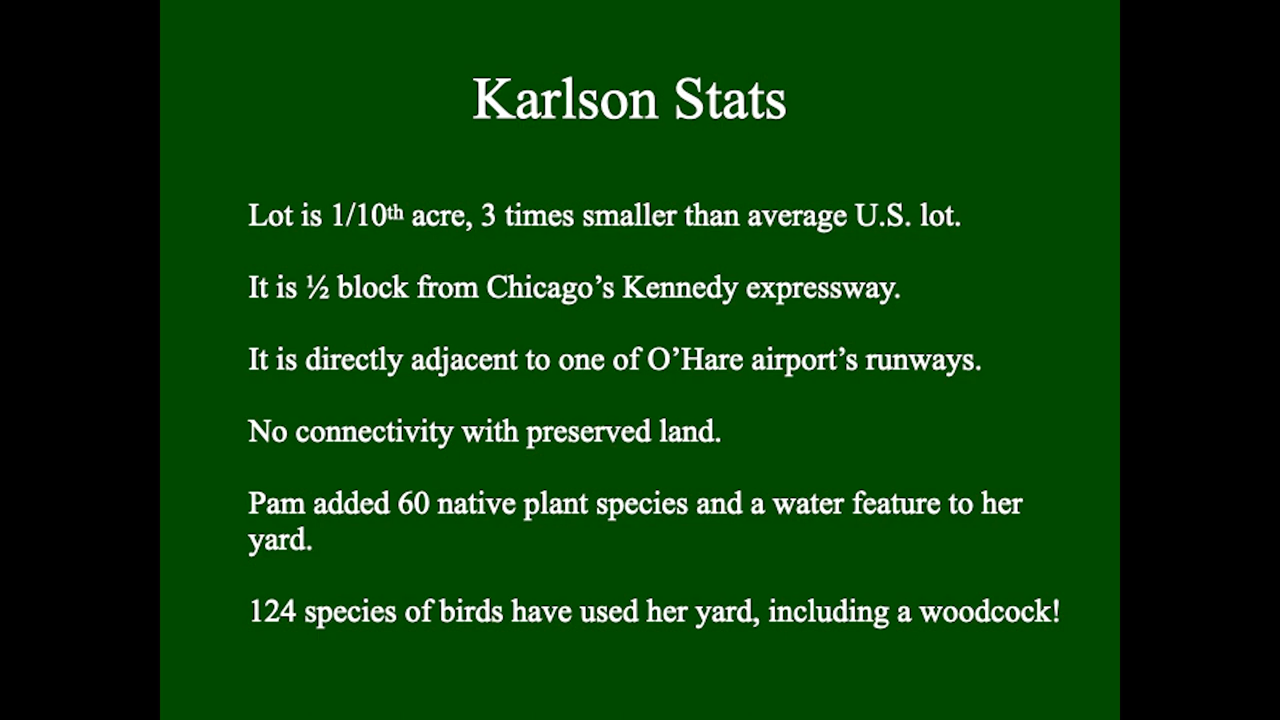 Karlson Stats
Lot is 1/10th acre, 3 times smaller than average U.S. lot.
It is ½ block from Chicago’s Kennedy expressway.
It is directly adjacent to one of O’Hare airport’s runways.
No connectivity with preserved land.
Pam added 60 native plant species and a water feature to her
yard.
124 species of birds have used her yard, including a woodcock!